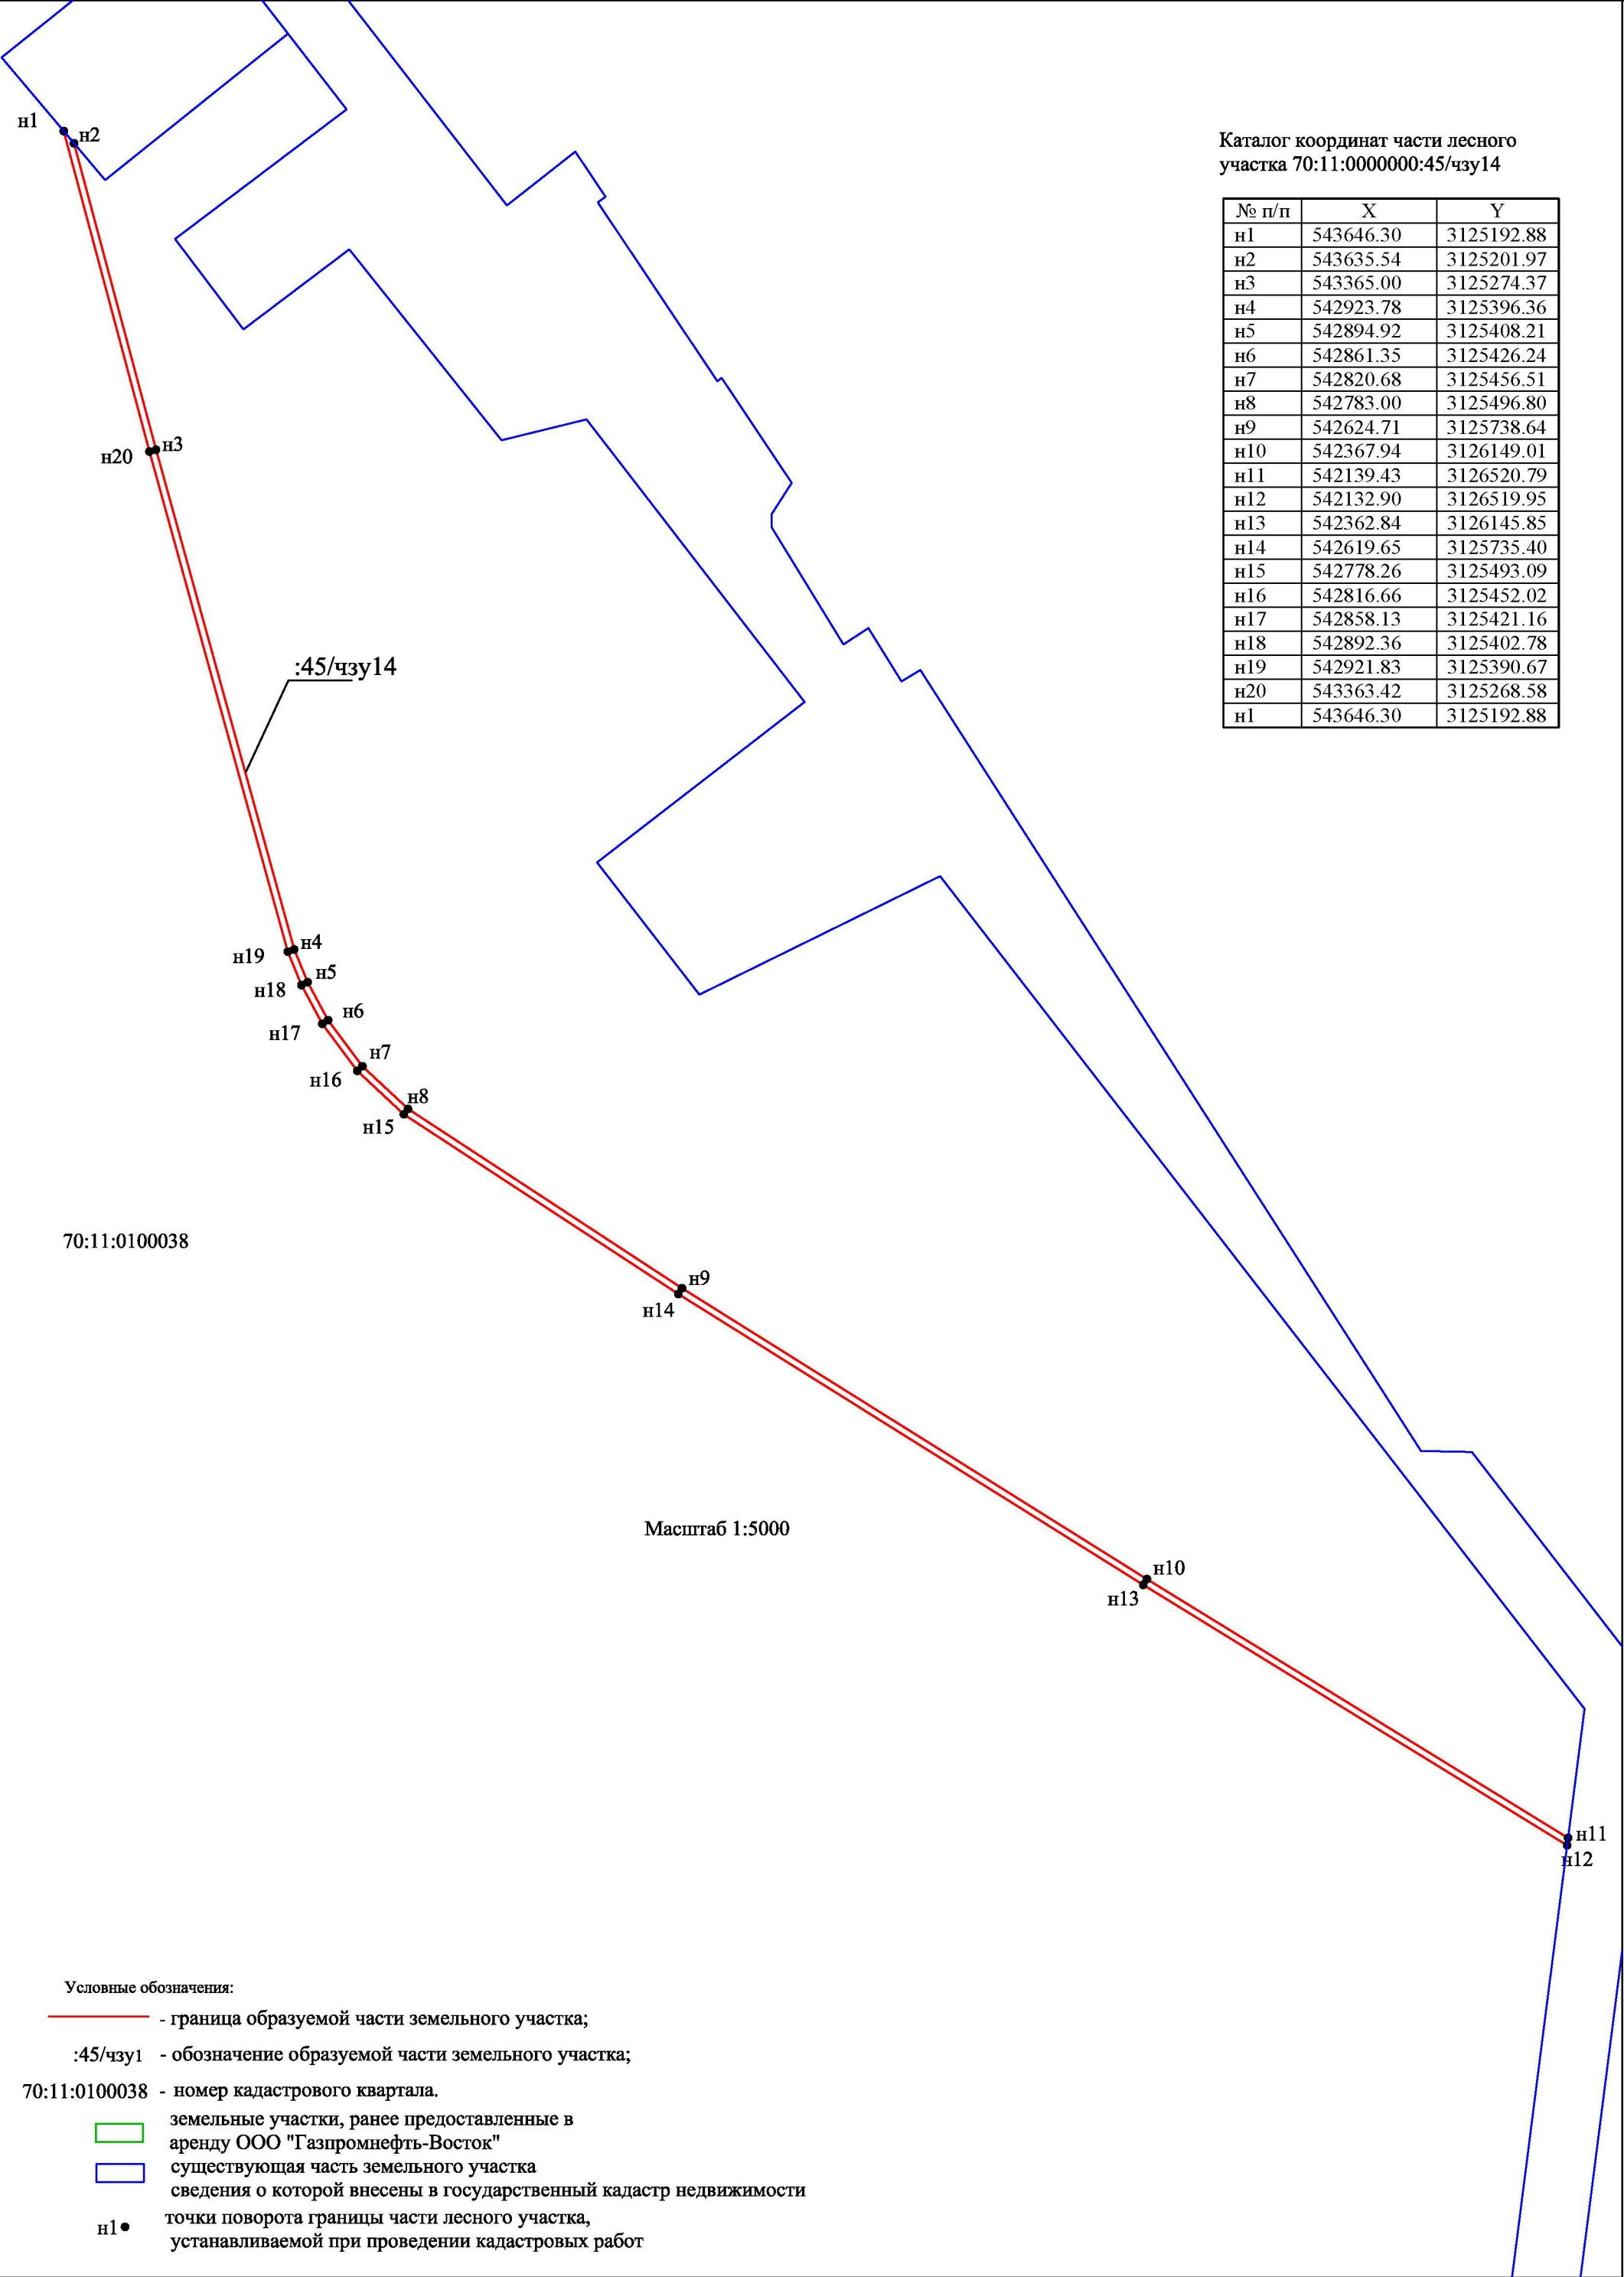 Каталог координат части лесного
участка 70:11:0000000:45/чзу14
№ п/п X Y
н1 543646.30 3125192.88
н2 543635.54 3125201.97
н3 543365.00 3125274.37
н4 542923.78 3125396.36
н5 542894.92 3125408.21
н6 542861.35 3125426.24
н7 542820.68 3125456.51
н8 542783.00 3125496.80
н9 542624.71 3125738.64
н10 542367.94 3126149.01
н11 542139.43 3126520.79
н12 542132.90 3126519.95
н13 542362.84 3126145.85
н14 542619.65 3125735.40
н15 542778.26 3125493.09
н16 542816.66 3125452.02
н17 542858.13 3125421.16
н18 542892.36 3125402.78
н19 542921.83 3125390.67
н20 543363.42 3125268.58
н1 543646.30 3125192.88
н1
н2
н3
н20
:45/чзу14
н4
н19
н5
н18
н6
н17
н7
н16
н8
н15
70:11:0100038
н9
н14
Масштаб 1:5000
н10
н13
н11
н12
Условные обозначения:
- граница образуемой части земельного участка;
:45/чзу1 - обозначение образуемой части земельного участка;
70:11:0100038 - номер кадастрового квартала.
земельные участки, ранее предоставленные в
аренду ООО "Газпромнефть-Восток"
существующая часть земельного участка
сведения о которой внесены в государственный кадастр недвижимости
н1 точки поворота границы части лесного участка,
устанавливаемой при проведении кадастровых работ